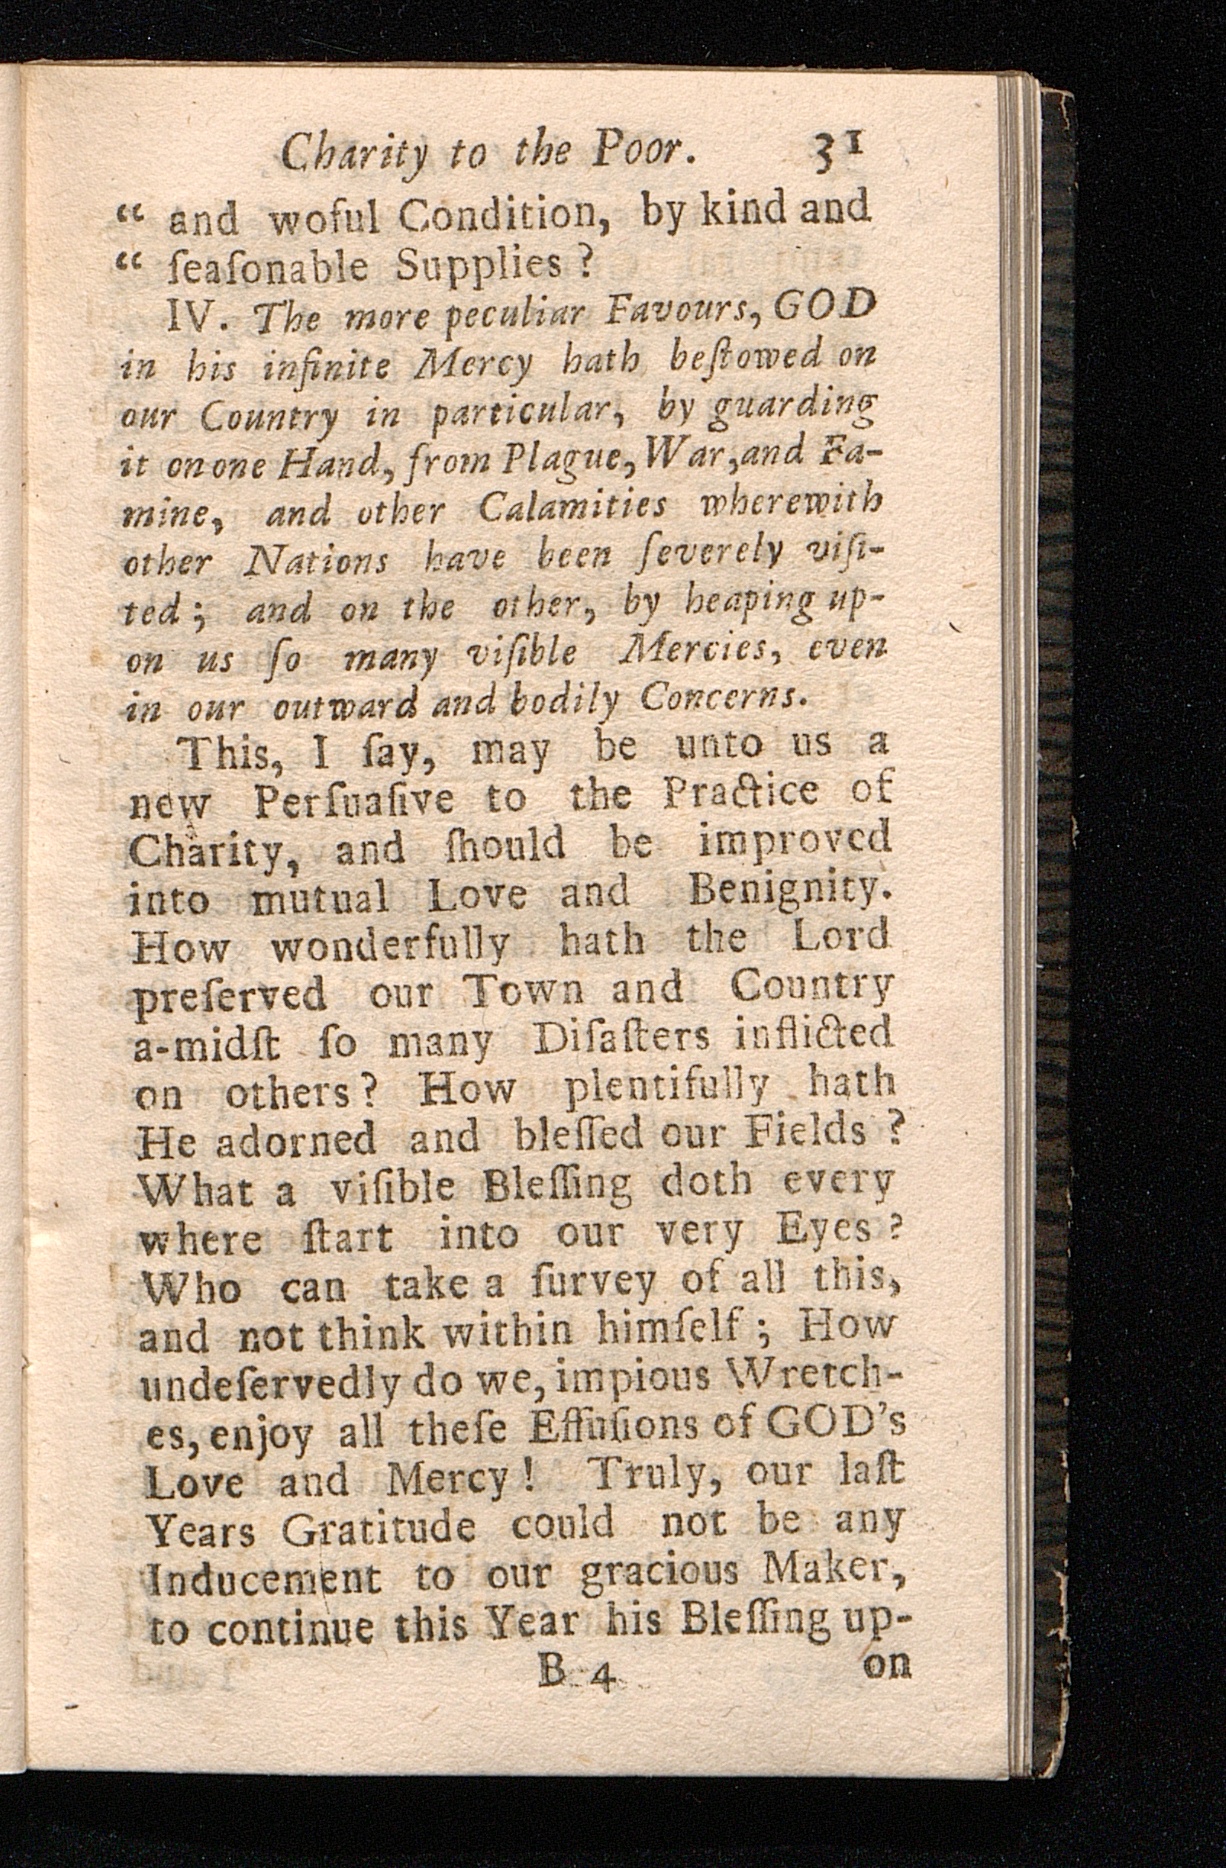 Charity to the Poor. 31
“ and woful Condition, by kind and
“ ſeaſonable Supplies ?
IV. The more peculiar Favours, GOD
in his infinite Mercy hath beſtowed on
our Country in particular, by guarding
it on one Hand, from Plague, War, and Fa-
mine, and other Calamities wherewith
other Nations have been ſeverely viſi-
ted ; and on the other, by heaping up-
on us ſo many viſible Mercies, even
in our outward and bodily Concerns.
This, I ſay, may be unto us a
new Perſuaſive to the Practice of
Charity, and ſhould be improved
into mutual Love and Benignity.
How wonderfully hath the Lord
preſerved our Town and Country
a-midſt ſo many Diſaſters inflicted
on others? How plentifully hath
He adorned and bleſſed our Fields ?
What a viſible Bleſſing doth every
where ſtart into our very Eyes ?
Who can take a ſurvey of all this,
and not think within himſelf ; How
undeſervedly do we, impious Wretch-
es, enjoy all theſe Effuſions of GOD’s
Love and Mercy ! Truly, our laſt
Years Gratitude could not be any
Inducement to our gracious Maker,
to continue this Year his Bleſſing up-
B 4 on